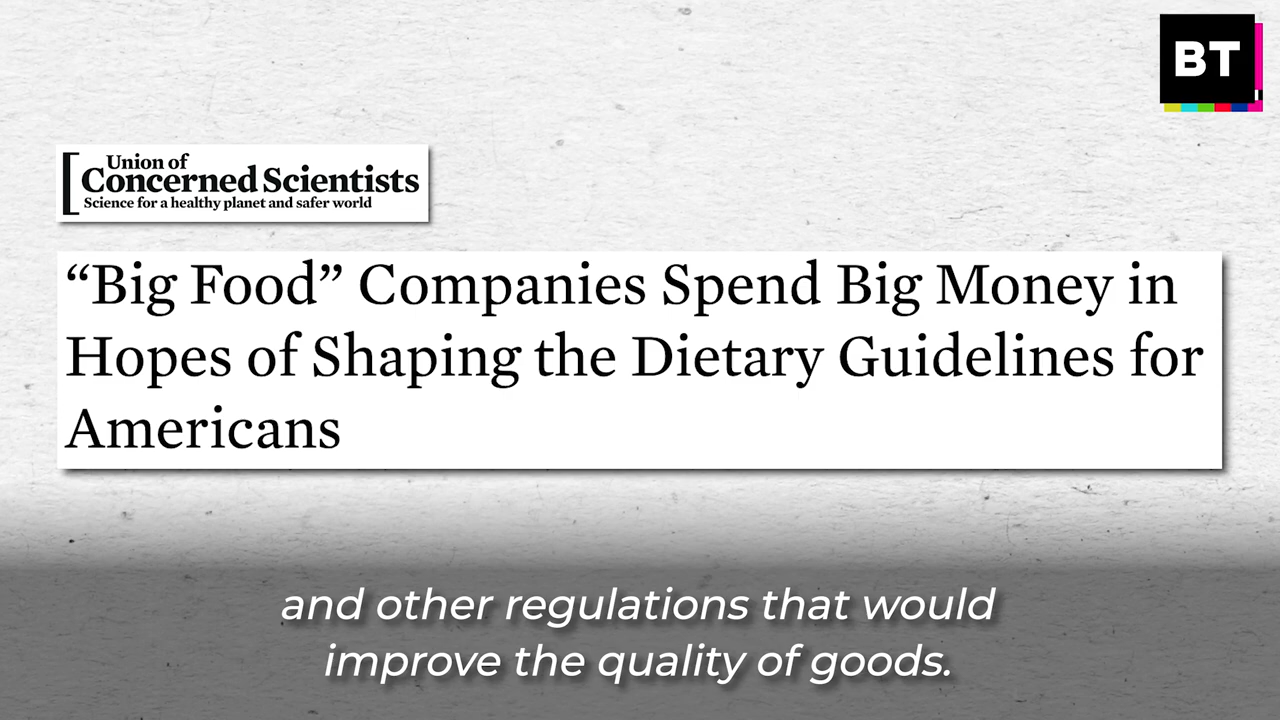 BT
Union of
Concerned Scientists
Science for a healthy planet and safer world
“Big Food” Companies Spend Big Money in
Hopes of Shaping the Dietary Guidelines for
Americans
and other regulations that would
improve the quality of goods.